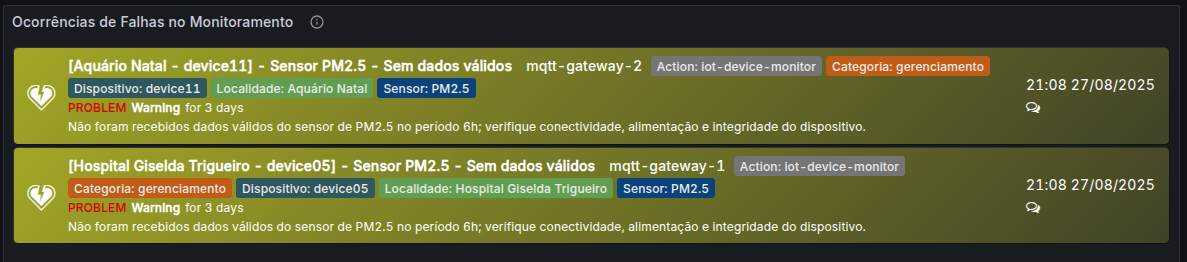 Ocorrências de Falhas no Monitoramento
[Aquário Natal - device11] - Sensor PM2.5 - Sem dados válidos mqtt-gateway-2 Action: iot-device-monitor Categoria: gerenciamento
Dispositivo: device11 Localidade: Aquário Natal Sensor: PM2.5
21:08 27/08/2025
PROBLEM Warning for 3 days
Não foram recebidos dados válidos do sensor de PM2.5 no período 6h; verifique conectividade, alimentação e integridade do dispositivo.
[Hospital Giselda Trigueiro - device05] - Sensor PM2.5 - Sem dados válidos mqtt-gateway-1 Action: iot-device-monitor
Categoria: gerenciamento Dispositivo: device05 Localidade: Hospital Giselda Trigueiro Sensor: PM2.5
21:08 27/08/2025
PROBLEM Warning for 3 days
Não foram recebidos dados válidos do sensor de PM2.5 no período 6h; verifique conectividade, alimentação e integridade do dispositivo.